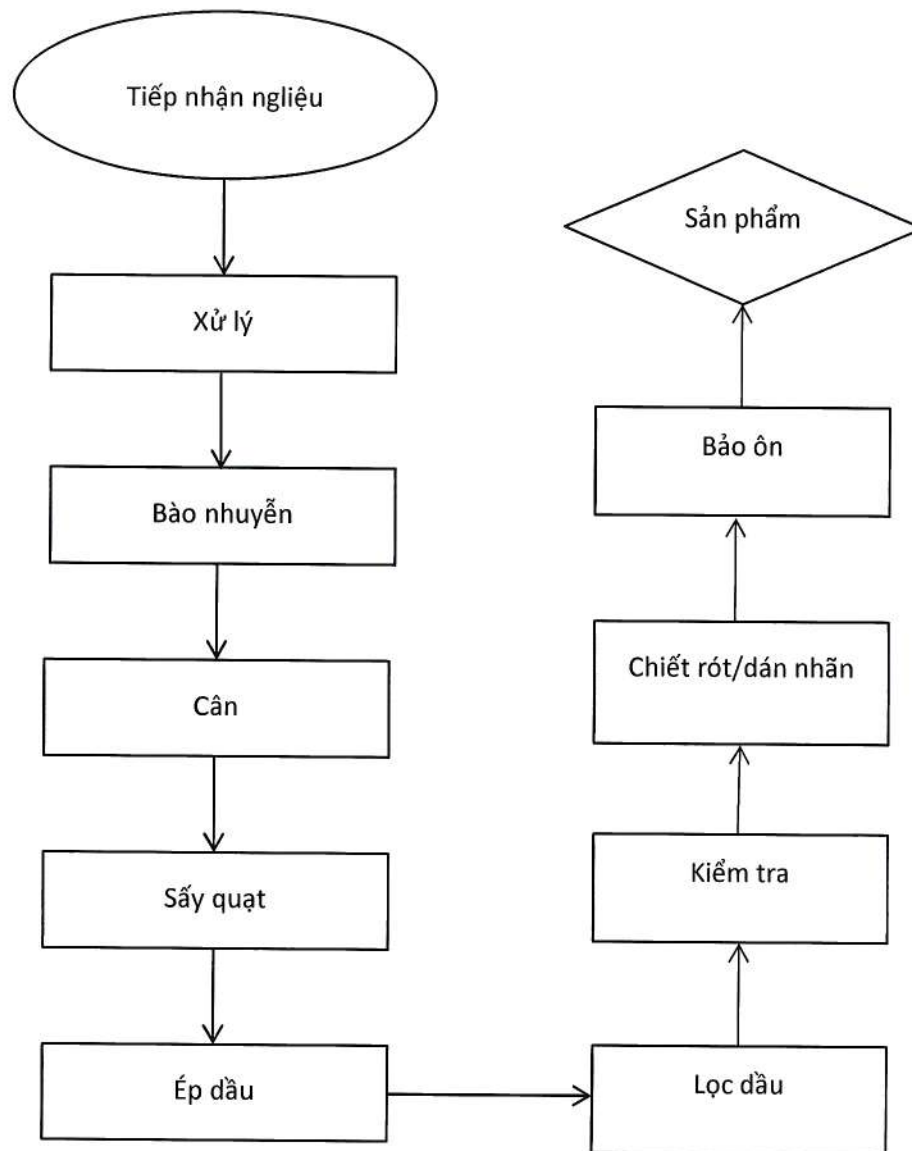 Tiếp nhận ngliệu
Xử lý
Bào nhuyễn
Cân
Sấy quạt
Ép dầu
Lọc dầu
Kiểm tra
Chiết rót/dán nhãn
Bảo ôn
Sản phẩm